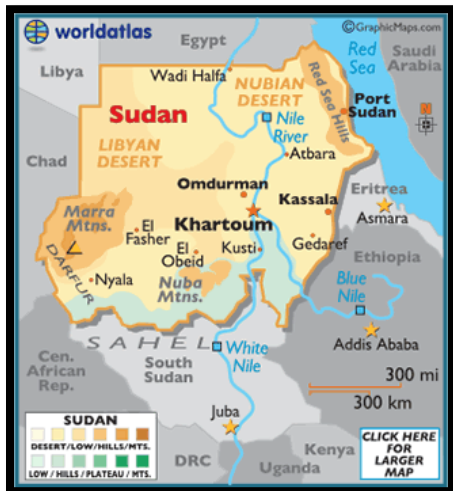 worldatlas
©GraphicMaps.com
Egypt
Red
Sea
Saudi
Arabia
Libya
Wadi Halfa
NUBIAN
DESERT
Red Sea Hills
Port
Sudan
N
Sudan
Nile
River
LIBYAN
DESERT
Atbara
Chad
Omdurman
Kassala
Eritrea
Asmara
Marra
Mtns.
Khartoum
El
Fasher
El
Obeid
Kusti
Gedaref
Ethiopia
DARFUR
Nyala
Nuba
Mtns.
Blue
Nile
SAHEL
White
Nile
Addis Ababa
Cen.
African
Rep.
South
Sudan
300 mi
300 km
Juba
SUDAN
DESERT/LOW/HILLS/MTS.
LOW / HILLS / PLATEAU / MTS.
DRC
Uganda
Kenya
CLICK HERE
FOR
LARGER
MAP